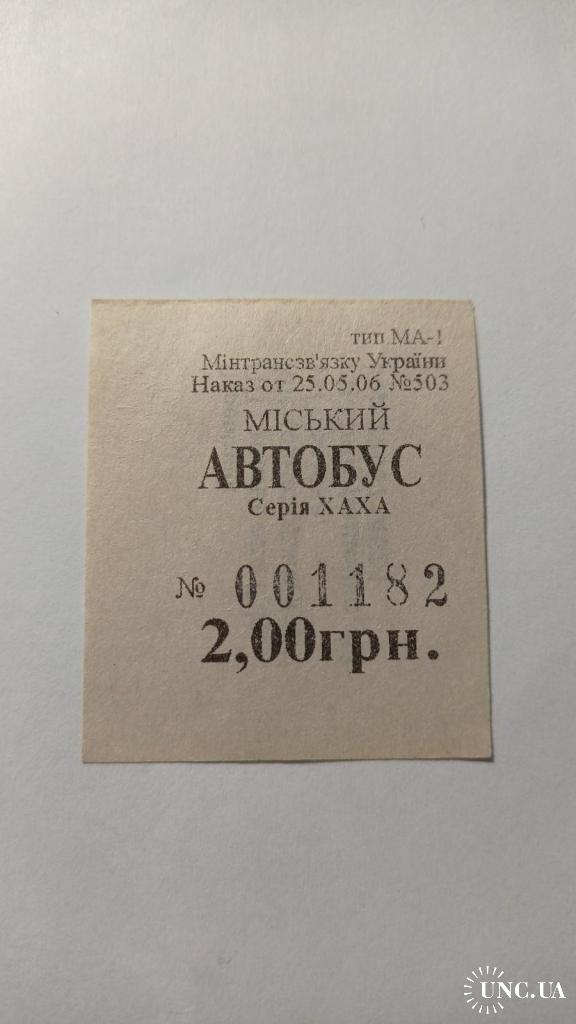 тип МА-1
Мінтрансзв'язку України
Наказ от 25.05.06 №503
МІСЬКИЙ
АВТОБУС
Серія ХАХА
№ 001182
2,00грн.
UNC.UA